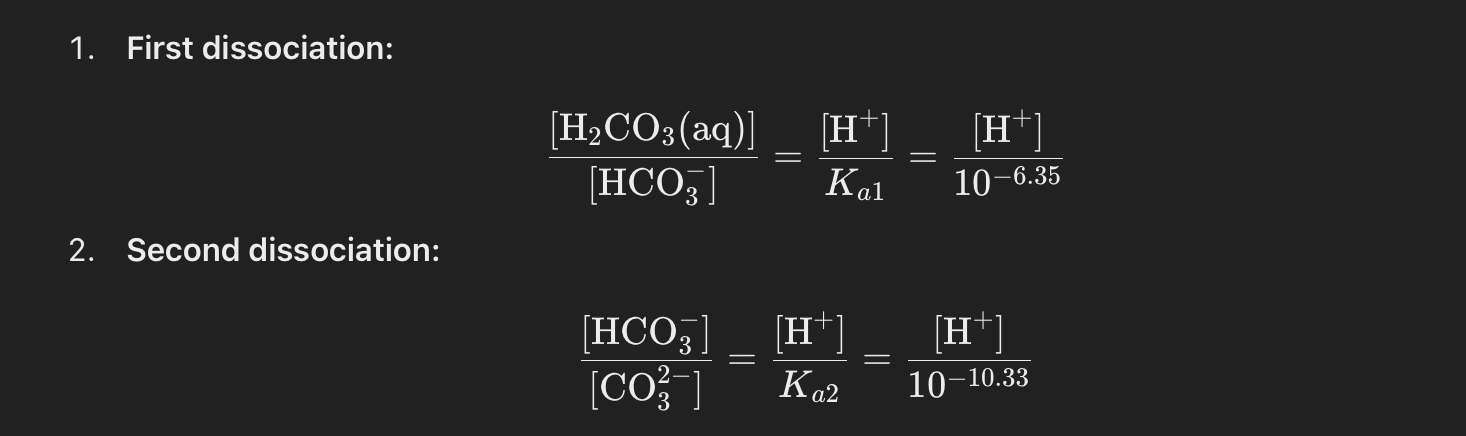 1. First dissociation:
[H₂CO₃(aq)] / [HCO₃⁻] = [H⁺] / Kₐ₁ = [H⁺] / 10⁻⁶·³⁵
2. Second dissociation:
[HCO₃⁻] / [CO₃²⁻] = [H⁺] / Kₐ₂ = [H⁺] / 10⁻¹⁰·³³